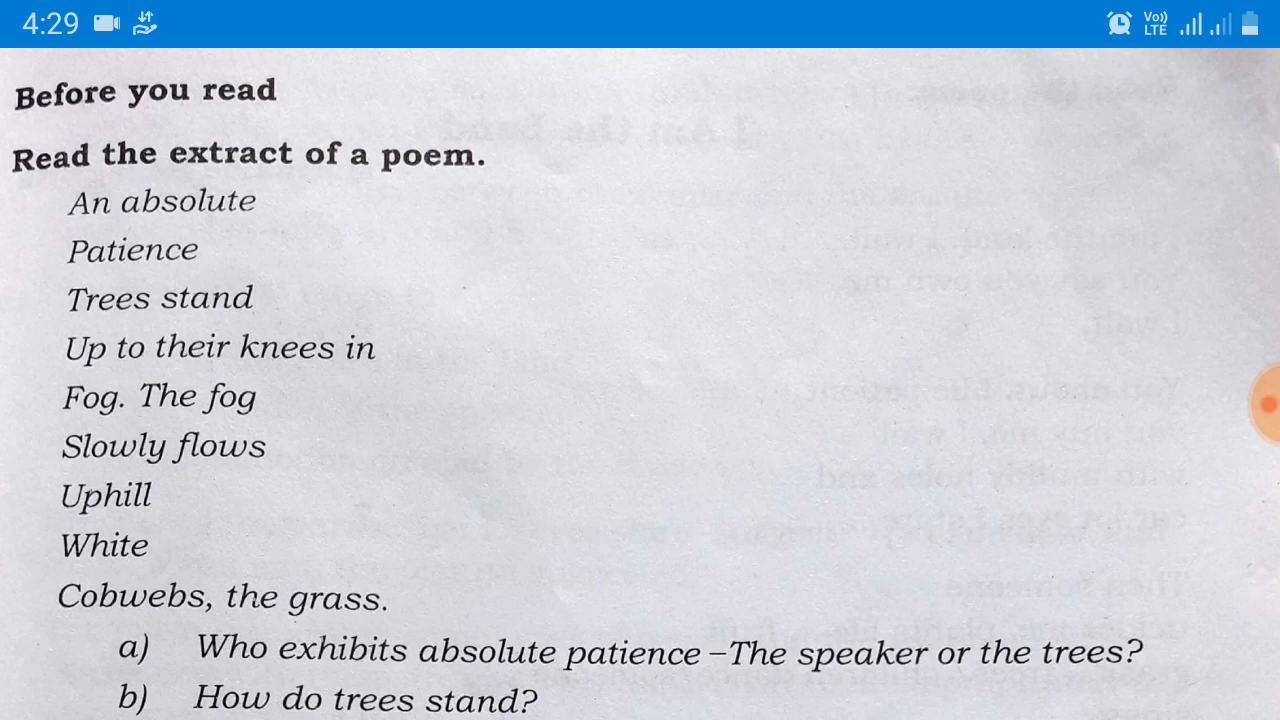 4:29
Vo))
LTE
Before you read
Read the extract of a poem.
An absolute
Patience
Trees stand
Up to their knees in
Fog. The fog
Slowly flows
Uphill
White
Cobwebs, the grass.
a) Who exhibits absolute patience –The speaker or the trees?
b) How do trees stand?